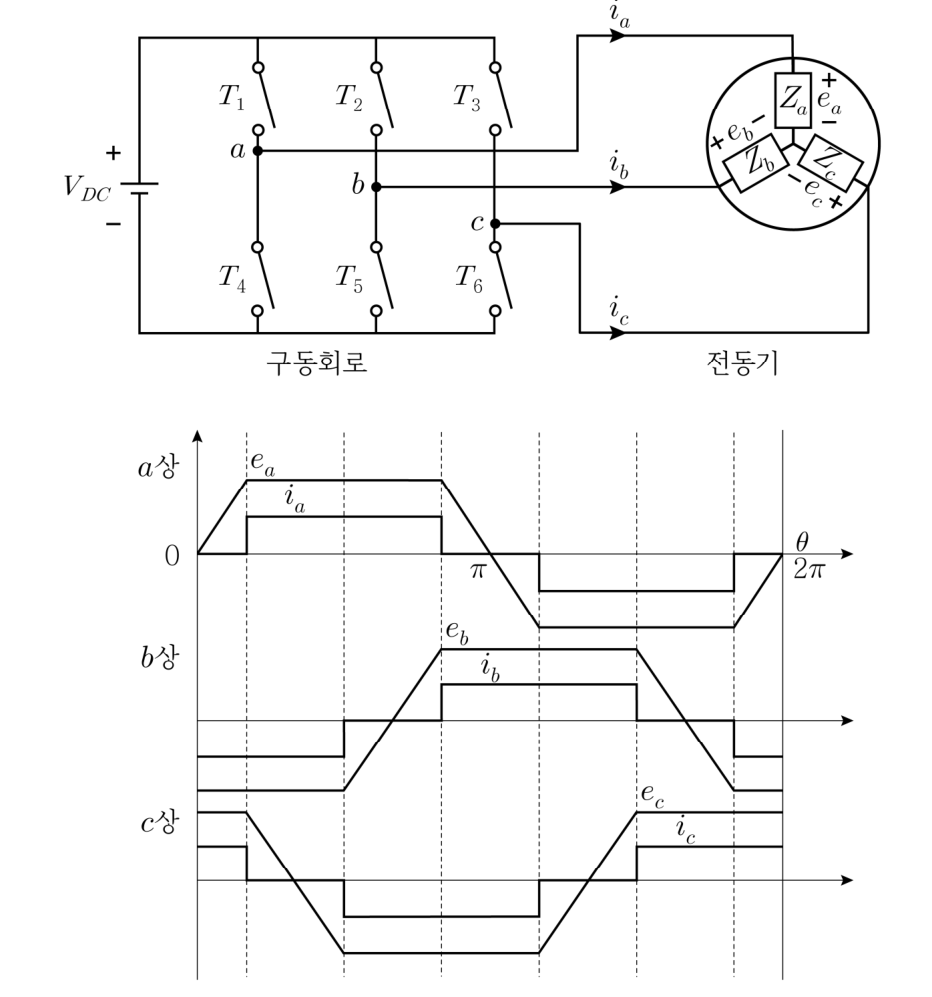 i_a
T_1 T_2 T_3 Z_a + e_a −
a + e_b − Z_b Z_c
+ V_DC − b i_b − e_c +
c
T_4 T_5 T_6
i_c
구동회로 전동기
a상 e_a
i_a
0 π θ
2π
e_b
b상 i_b
e_c
c상 i_c